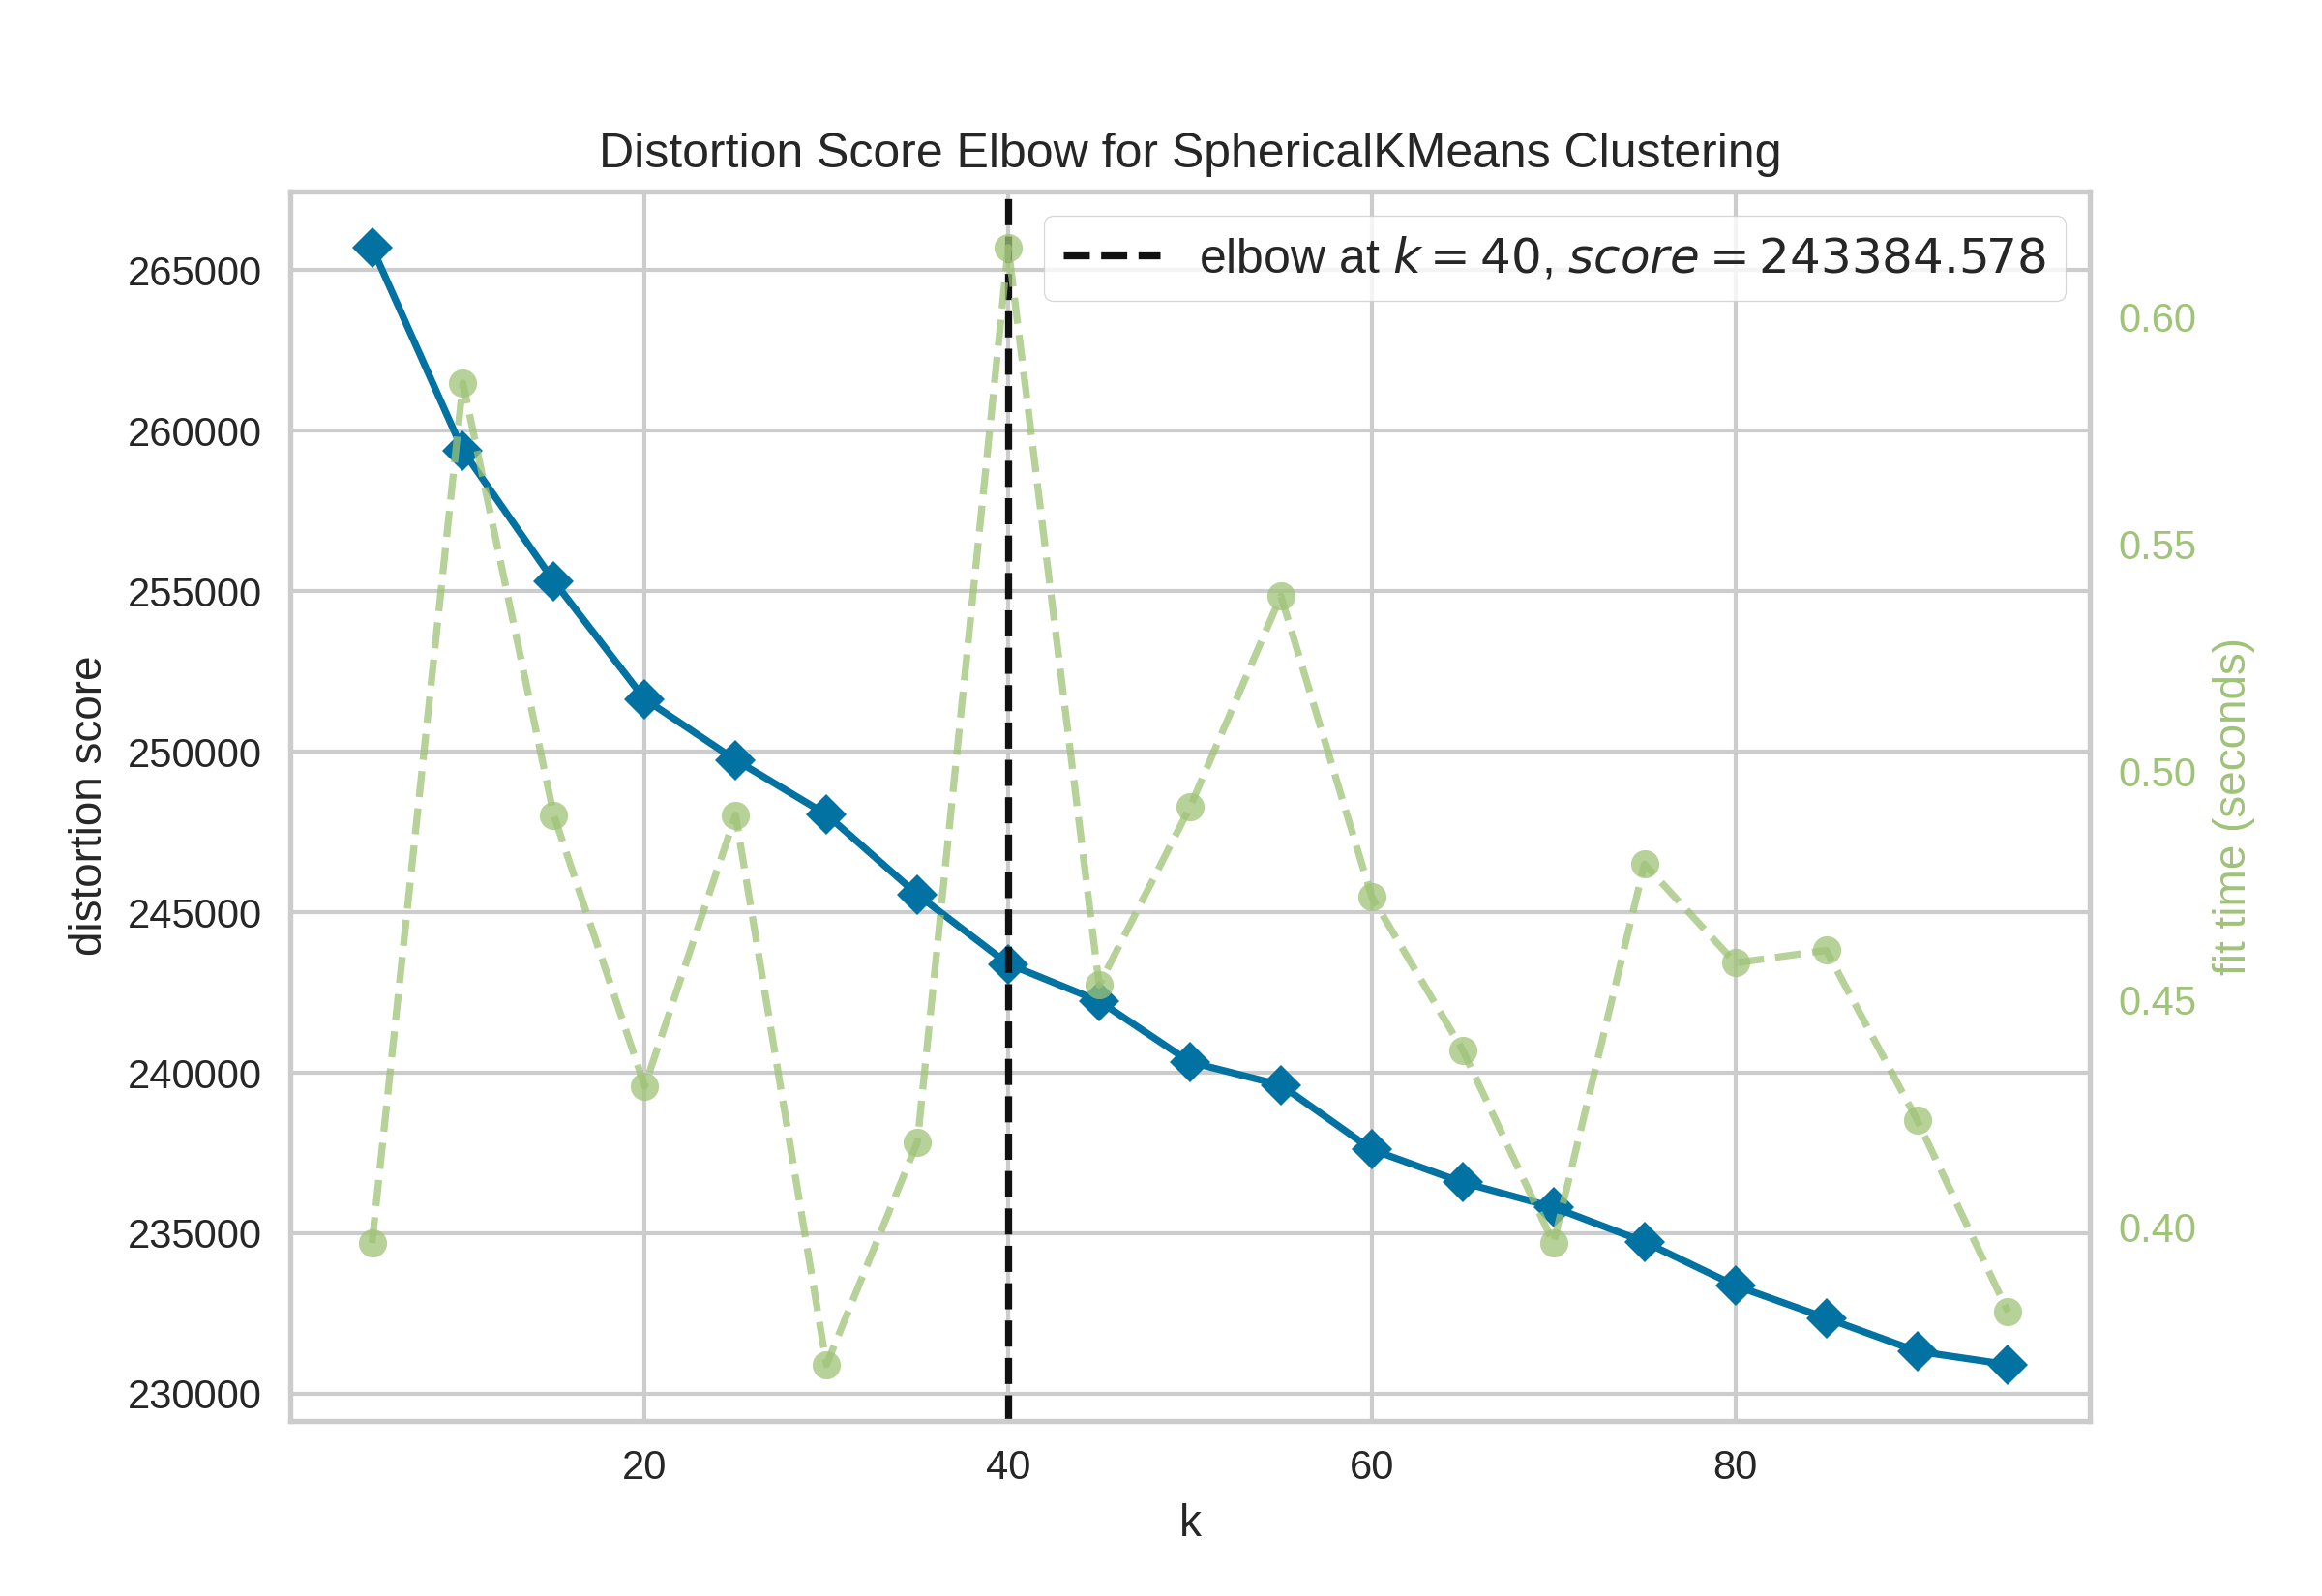 Distortion Score Elbow for SphericalKMeans Clustering
elbow at k = 40, score = 243384.578
265000
260000
255000
250000
245000
240000
235000
230000
distortion score
0.60
0.55
0.50
0.45
0.40
fit time (seconds)
20 40 60 80
k